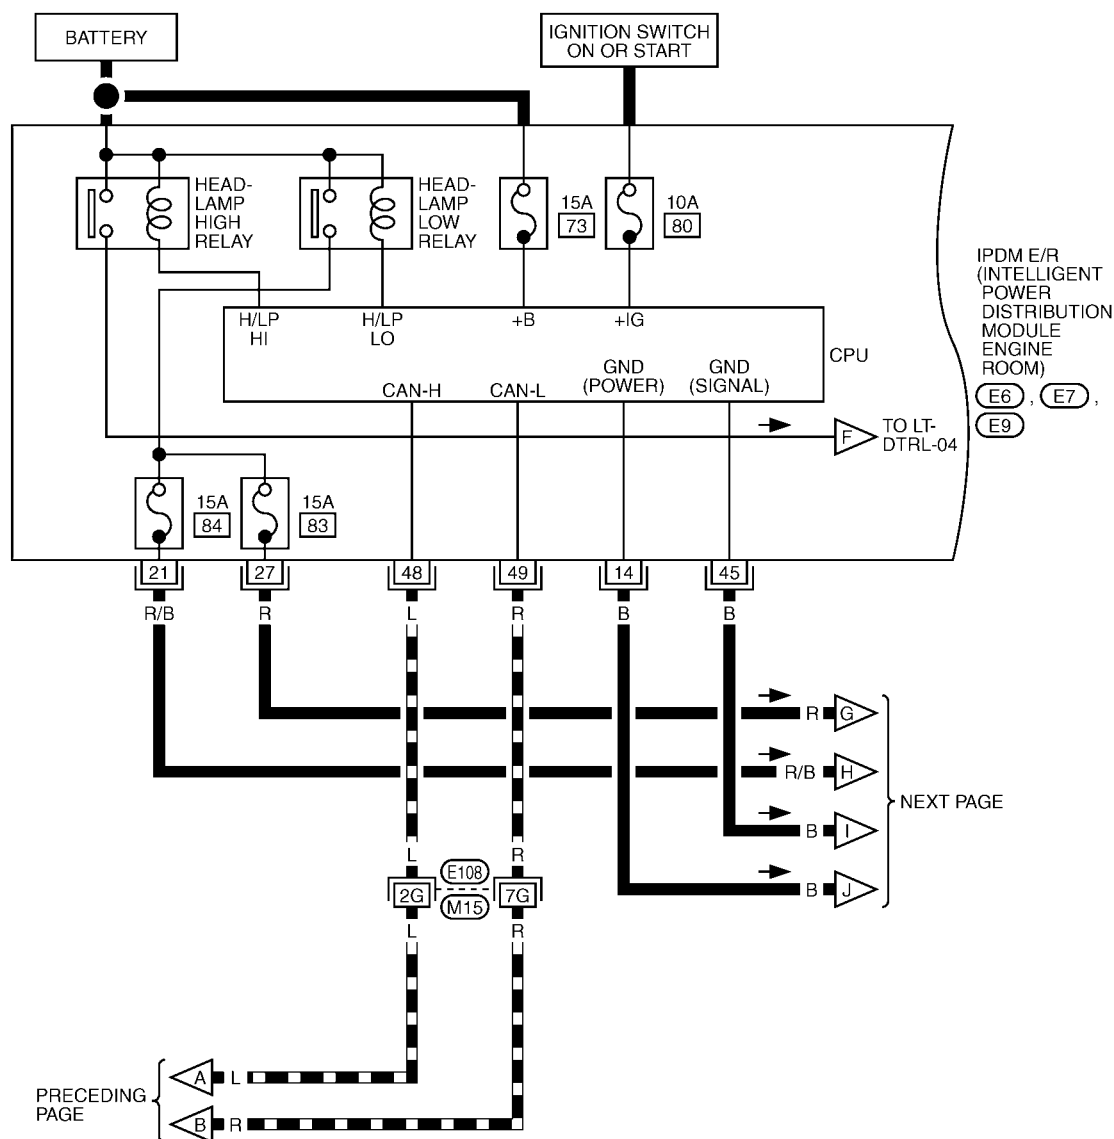 BATTERY
IGNITION SWITCH
ON OR START
HEAD-
LAMP
HIGH
RELAY
HEAD-
LAMP
LOW
RELAY
15A
73
10A
80
IPDM E/R
(INTELLIGENT
POWER
DISTRIBUTION
MODULE
ENGINE
ROOM)
E6 , E7 ,
E9
H/LP
HI
H/LP
LO
+B
+IG
CPU
CAN-H
CAN-L
GND
(POWER)
GND
(SIGNAL)
F
TO LT-
DTRL-04
15A
84
15A
83
21
27
48
49
14
45
R/B
R
L
R
B
B
R
G
R/B
H
NEXT PAGE
B
I
B
J
L
R
2G
E108
M15
7G
L
R
PRECEDING
PAGE
A
L
B
R